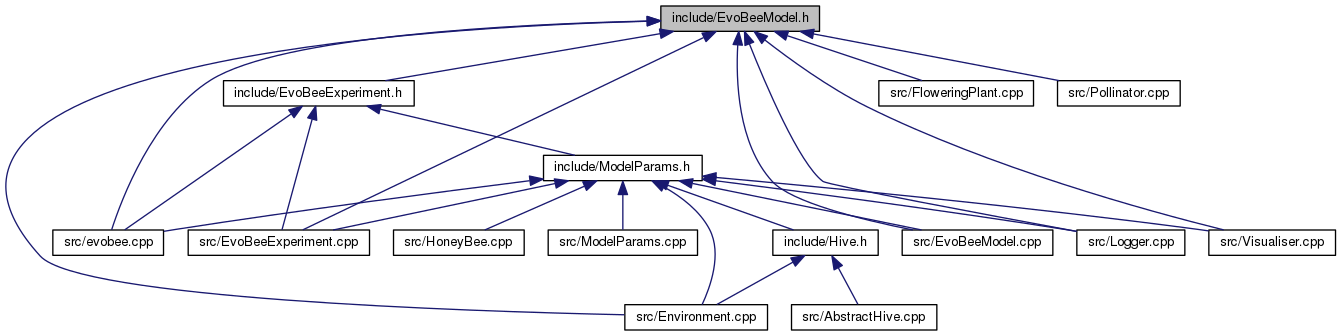 include/EvoBeeModel.h
include/EvoBeeExperiment.h
src/FloweringPlant.cpp
src/Pollinator.cpp
include/ModelParams.h
src/evobee.cpp
src/EvoBeeExperiment.cpp
src/HoneyBee.cpp
src/ModelParams.cpp
include/Hive.h
src/EvoBeeModel.cpp
src/Logger.cpp
src/Visualiser.cpp
src/Environment.cpp
src/AbstractHive.cpp